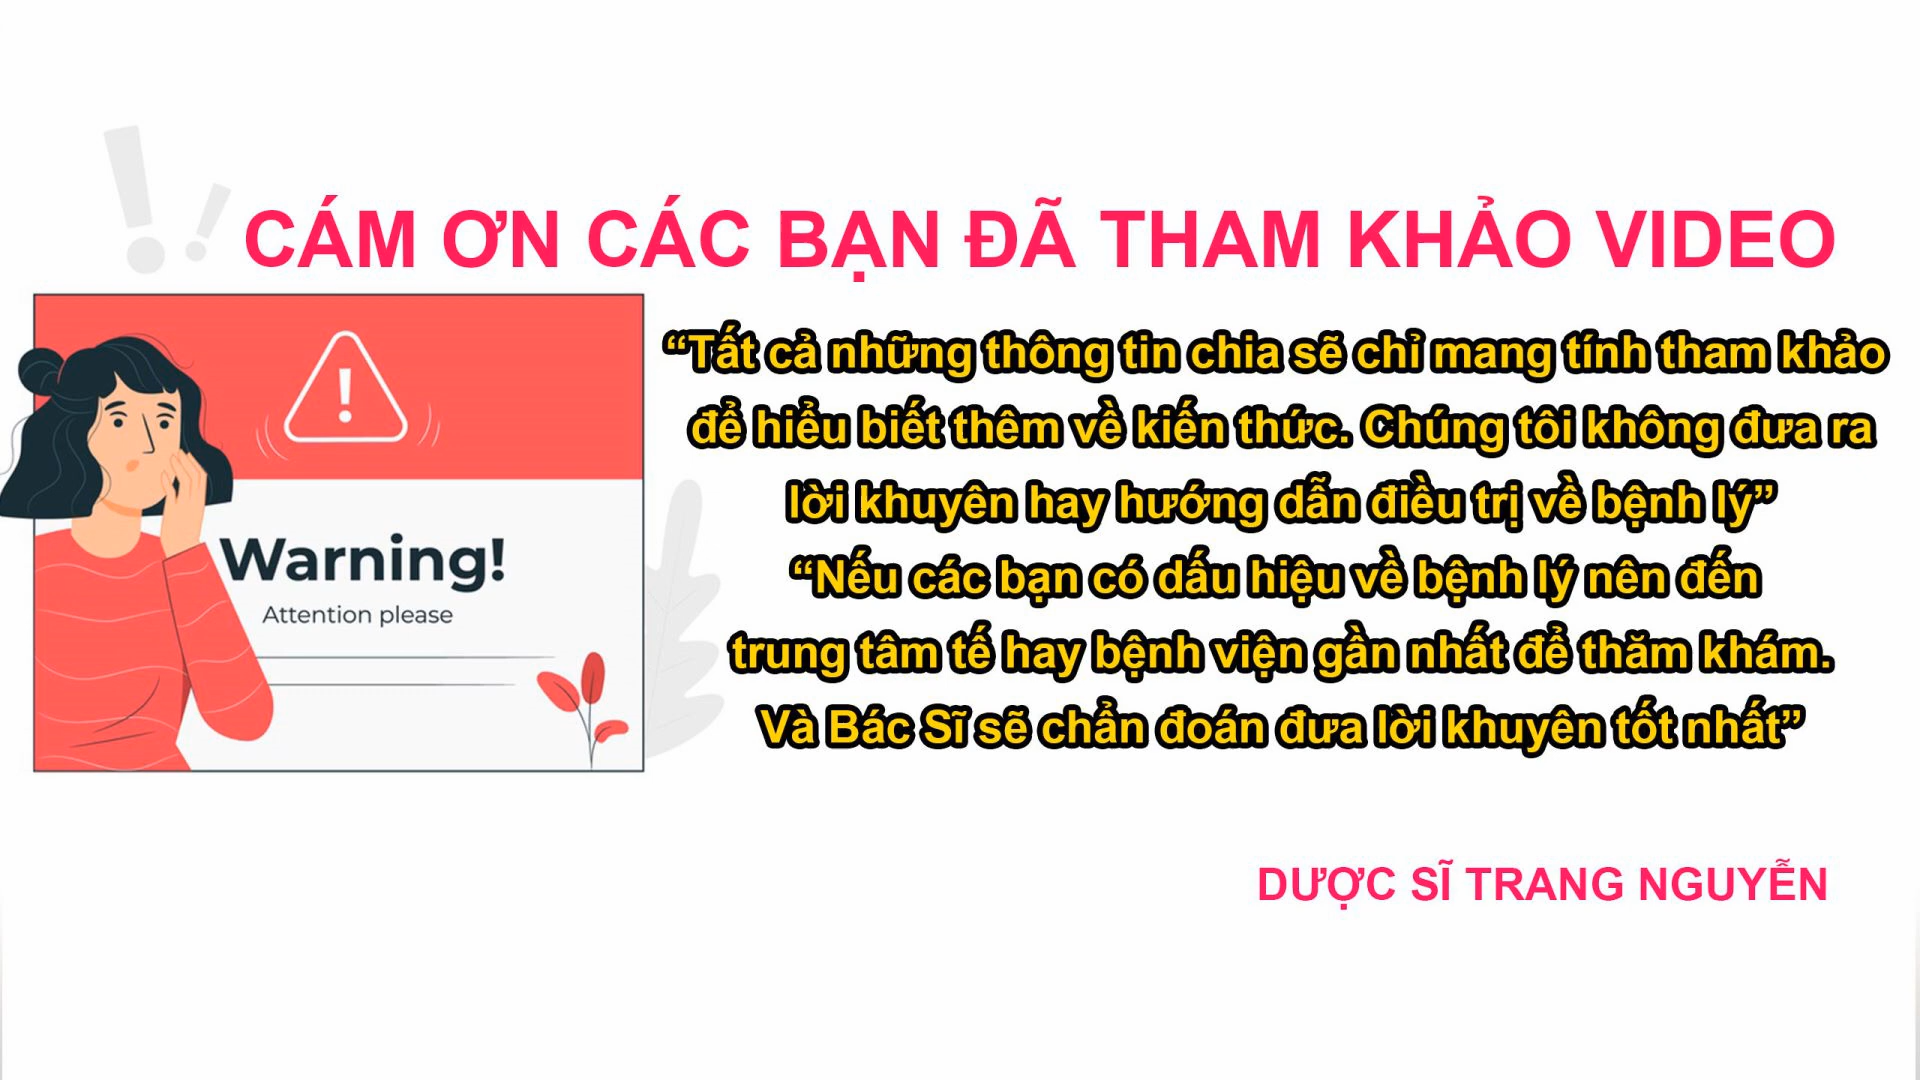 CÁM ƠN CÁC BẠN ĐÃ THAM KHẢO VIDEO
Warning!
Attention please
“Tất cả những thông tin chia sẽ chỉ mang tính tham khảo
để hiểu biết thêm về kiến thức. Chúng tôi không đưa ra
lời khuyên hay hướng dẫn điều trị về bệnh lý”
“Nếu các bạn có dấu hiệu về bệnh lý nên đến
trung tâm tế hay bệnh viện gần nhất để thăm khám.
Và Bác Sĩ sẽ chẩn đoán đưa lời khuyên tốt nhất”
DƯỢC SĨ TRANG NGUYỄN